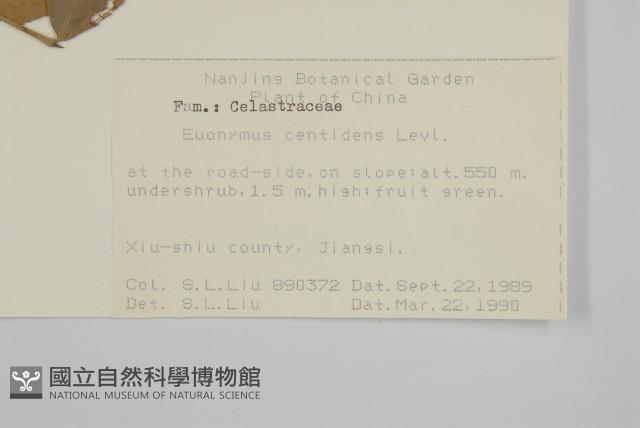 Nanjing Botanical Garden
Plant of China
Fam.: Celastraceae
Euonymus centidens Levl.
at the road-side, on slope; alt. 550 m.
undershrub, 1.5 m. high; fruit green.
Xiu-shiu county, Jiangsi.
Col. S.L.Liu 890372 Dat. Sept. 22, 1989
Det. S.L.Liu Dat. Mar. 22, 1990
國立自然科學博物館
NATIONAL MUSEUM OF NATURAL SCIENCE